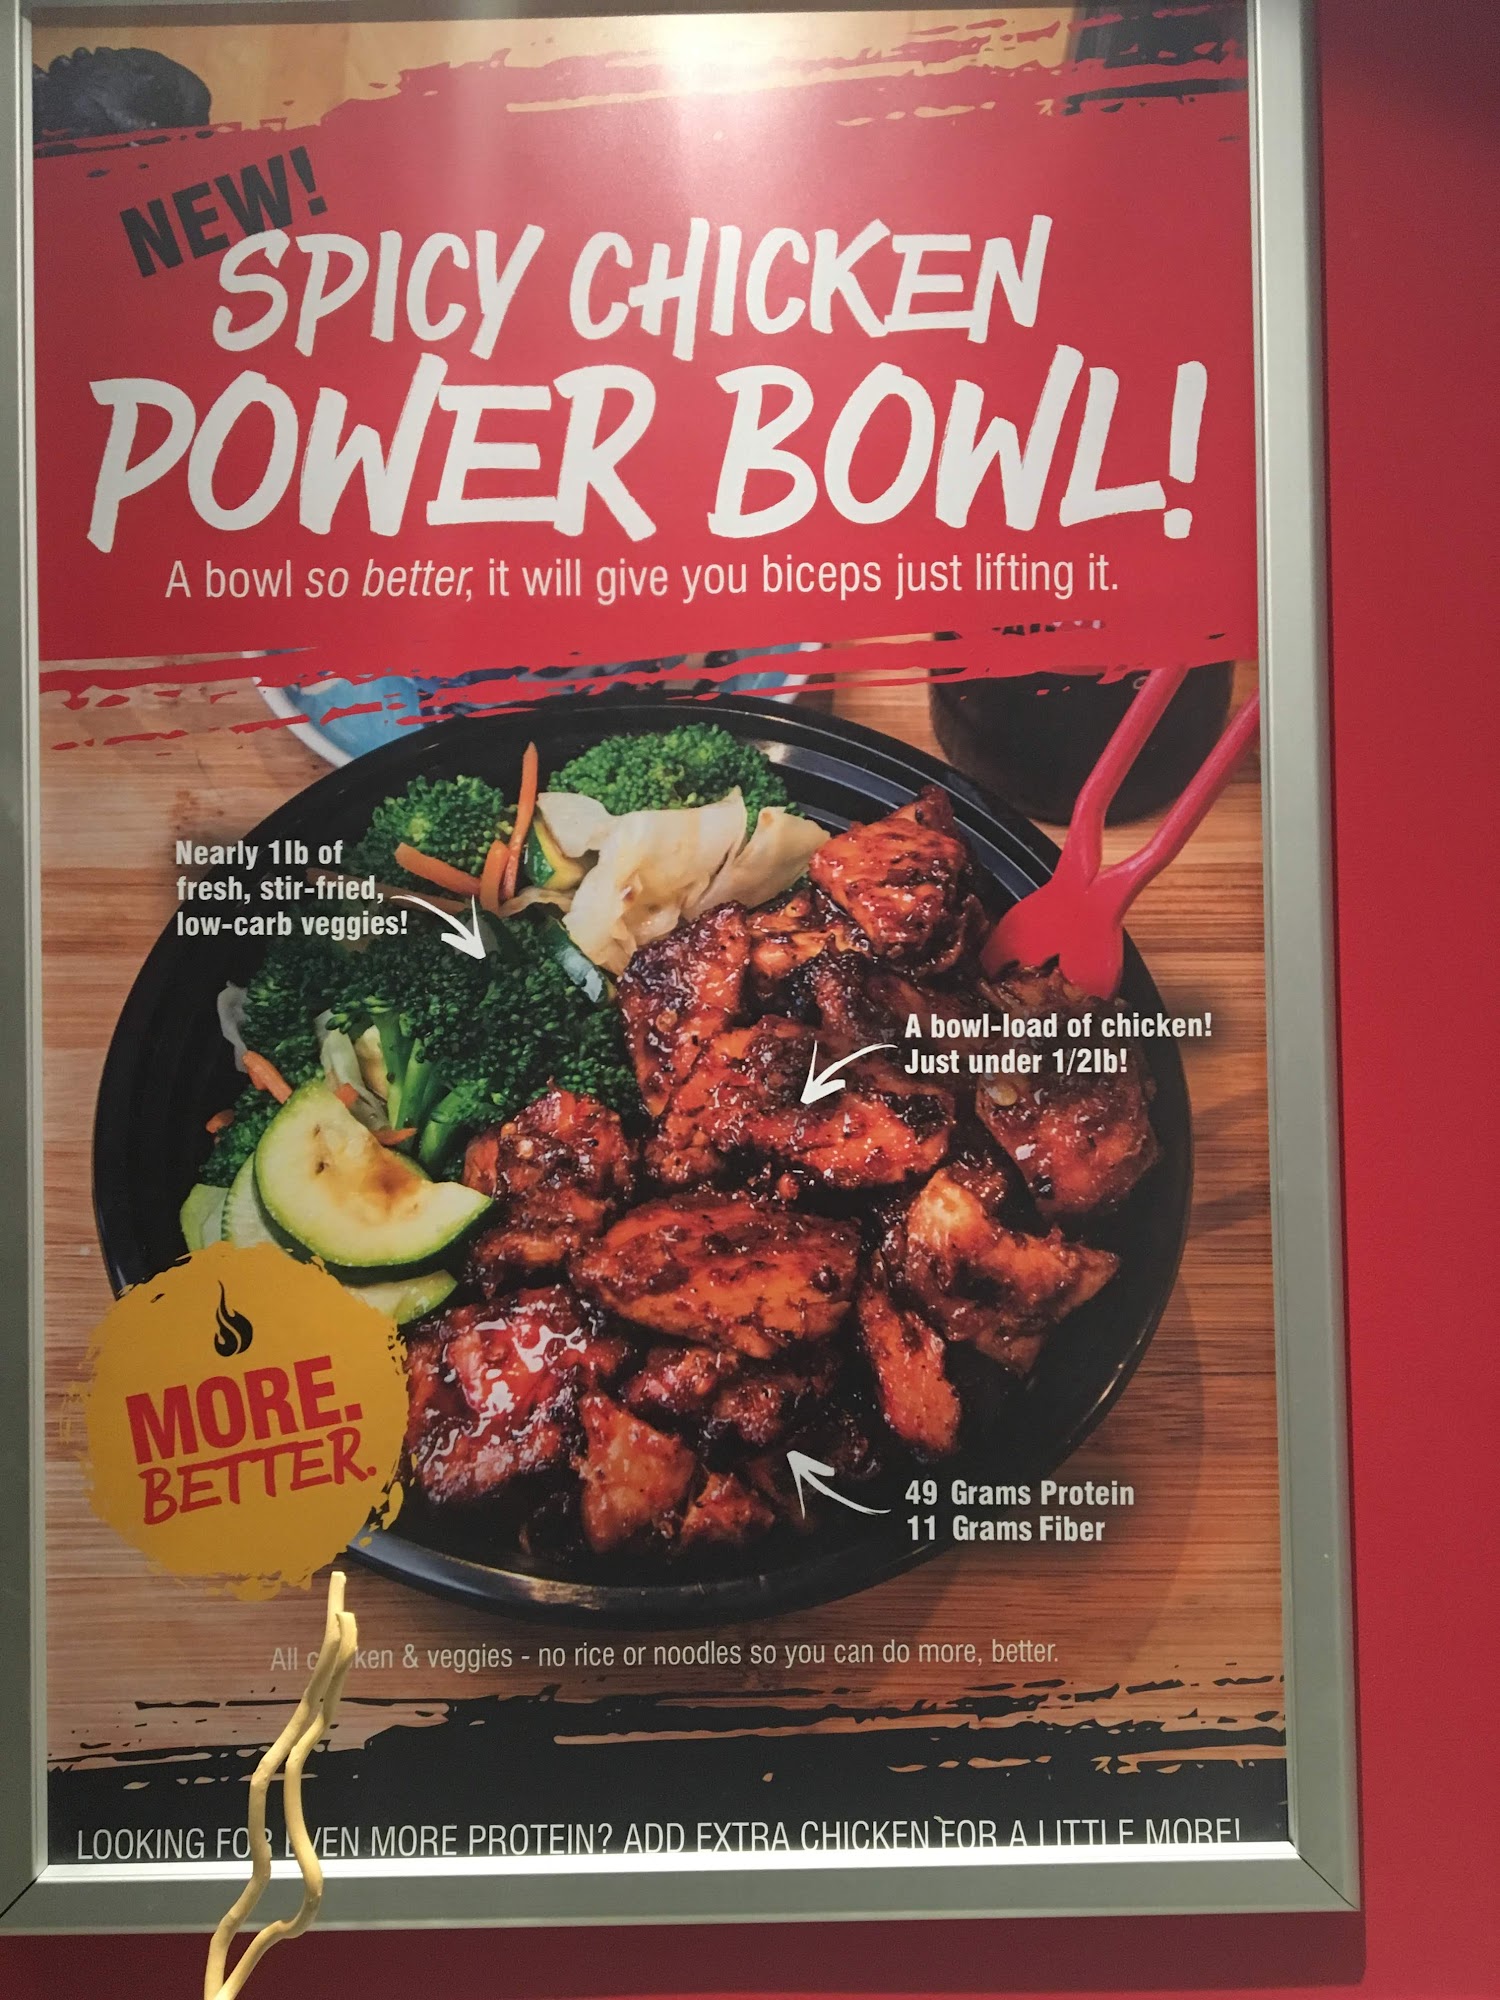 NEW!
SPICY CHICKEN
POWER BOWL!
A bowl so better, it will give you biceps just lifting it.
Nearly 1lb of
fresh, stir-fried,
low-carb veggies!
A bowl-load of chicken!
Just under 1/2lb!
MORE.
BETTER.
49 Grams Protein
11 Grams Fiber
All chicken & veggies - no rice or noodles so you can do more, better.
LOOKING FOR EVEN MORE PROTEIN? ADD EXTRA CHICKEN FOR A LITTLE MORE!